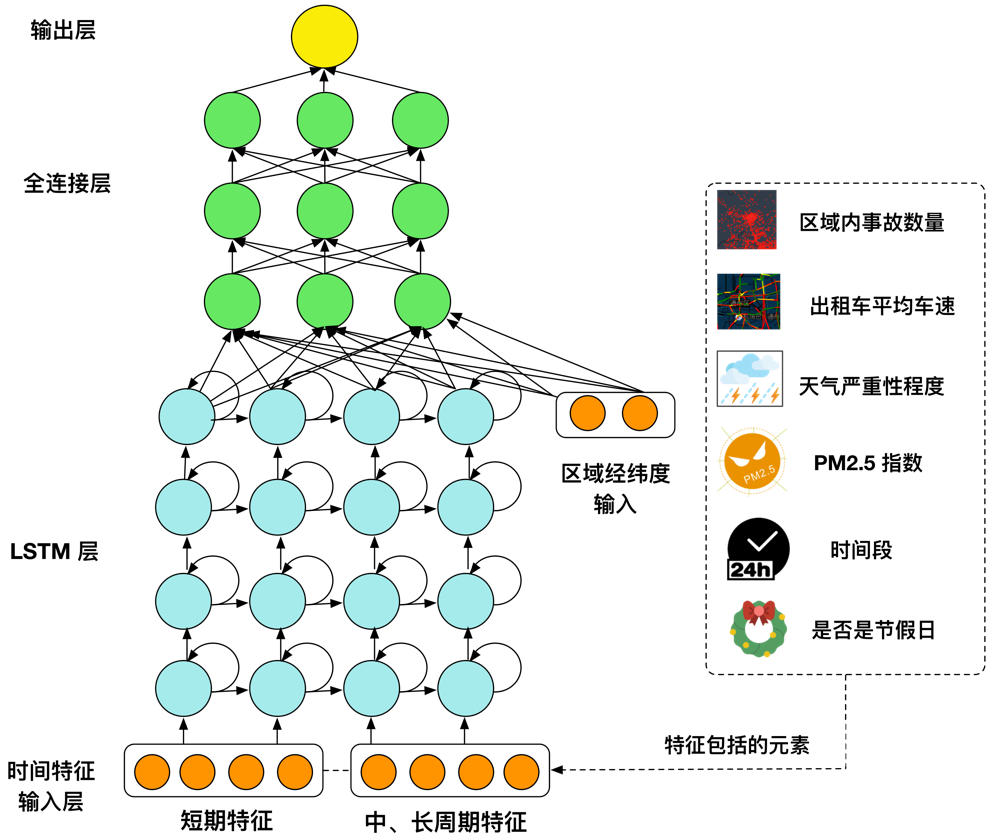 输出层
全连接层
LSTM 层
时间特征
输入层
短期特征
中、长周期特征
区域经纬度
输入
区域内事故数量
出租车平均车速
天气严重性程度
PM2.5
PM2.5 指数
24h
时间段
是否是节假日
特征包括的元素